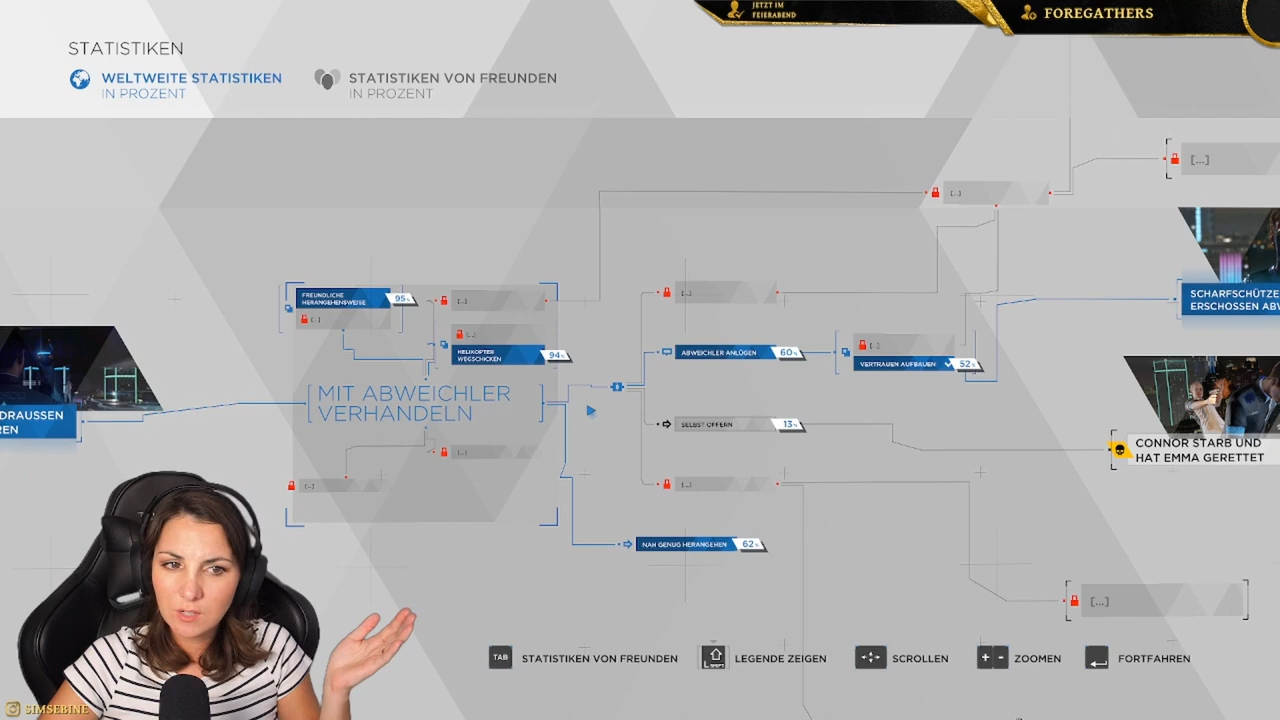 JETZT IM
FEIERABEND
FOREGATHERS
STATISTIKEN
WELTWEITE STATISTIKEN
IN PROZENT
STATISTIKEN VON FREUNDEN
IN PROZENT
[...]
[...]
FREUNDLICHE
HERANGEHENSWEISE
95%
[...]
[...]
[...]
HELIKOPTER
WEGSCHICKEN
94%
[...]
ABWEICHLER ANLÜGEN
60%
[...]
VERTRAUEN AUFBAUEN
52%
SCHARFSCHÜTZE
ERSCHOSSEN ABW
MIT ABWEICHLER
VERHANDELN
DRAUSSEN
REN
SELBST OPFERN
13%
CONNOR STARB UND
HAT EMMA GERETTET
[...]
[...]
[...]
NAH GENUG HERANGEHEN
62%
[...]
TAB
STATISTIKEN VON FREUNDEN
LEGENDE ZEIGEN
SCROLLEN
+ -
ZOOMEN
FORTFAHREN
SIMSEBINE